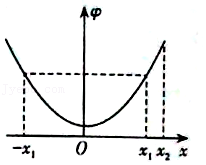 φ
-x₁ O x₁ x₂ x